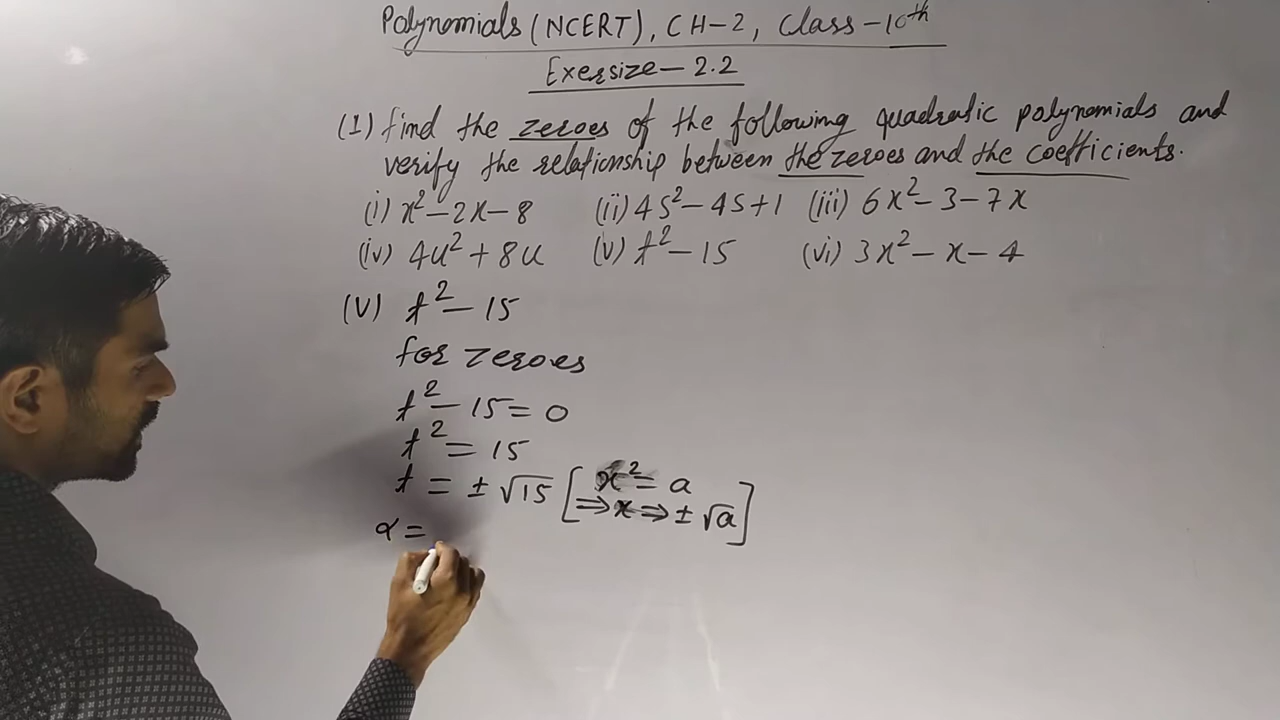 Polynomials (NCERT), CH-2, Class-10th
Exersize-2.2
(1) find the zeroes of the following quadratic polynomials and
verify the relationship between the zeroes and the coefficients.
(i) x²-2x-8 (ii) 4s²-4s+1 (iii) 6x²-3-7x
(iv) 4u²+8u (v) t²-15 (vi) 3x²-x-4
(V) t²-15
for zeroes
t²-15=0
t²=15
t = ±√15 [x²=a
⇒x⇒±√a]
α=